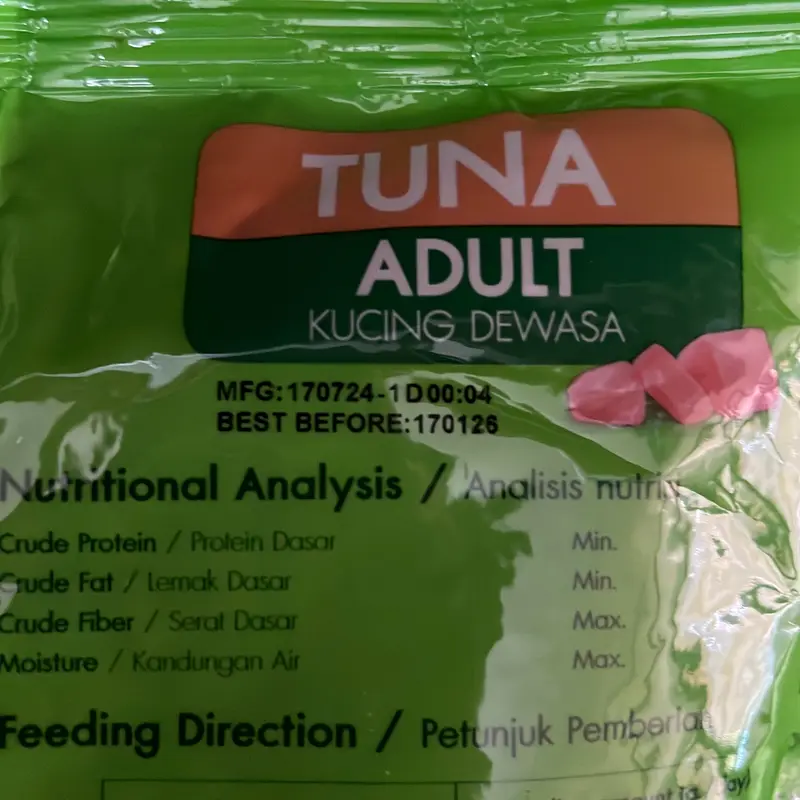 TUNA
ADULT
KUCING DEWASA
MFG:170724-1D00:04
BEST BEFORE:170126
Nutritional Analysis / Analisis nutrisi
Crude Protein / Protein Dasar Min.
Crude Fat / Lemak Dasar Min.
Crude Fiber / Serat Dasar Max.
Moisture / Kandungan Air Max.
Feeding Direction / Petunjuk Pemberian